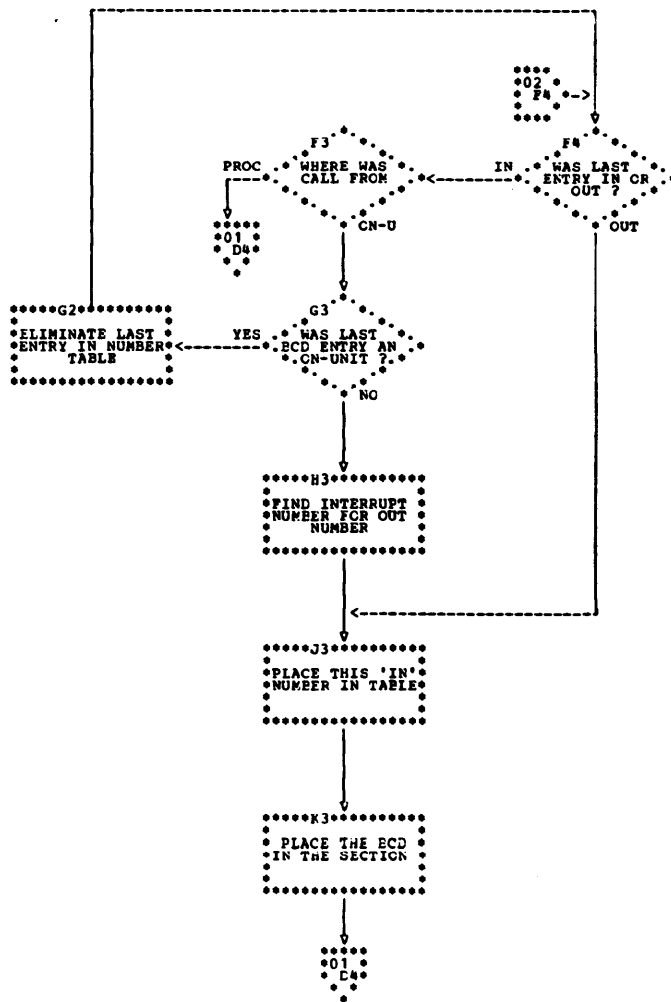 02
F4
F3
WHERE WAS
CALL FROM
PROC
CN-U
F4
WAS LAST
ENTRY IN CR
OUT ?
IN
OUT
01
D4
G2
ELIMINATE LAST
ENTRY IN NUMBER
TABLE
G3
WAS LAST
BCD ENTRY AN
CN-UNIT ?
YES
NO
H3
FIND INTERRUPT
NUMBER FCR OUT
NUMBER
J3
PLACE THIS 'IN'
NUMBER IN TABLE
K3
PLACE THE BCD
IN THE SECTION
01
D4